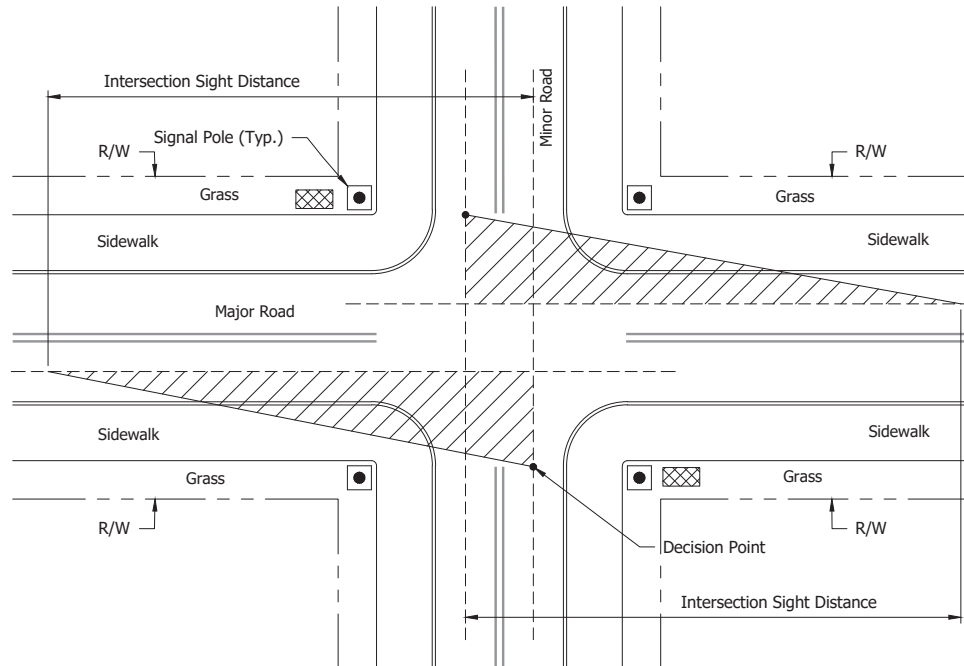 Intersection Sight Distance
Minor Road
Signal Pole (Typ.)
R/W
R/W
Grass
Grass
Sidewalk
Sidewalk
Major Road
Sidewalk
Sidewalk
Grass
Grass
R/W
R/W
Decision Point
Intersection Sight Distance